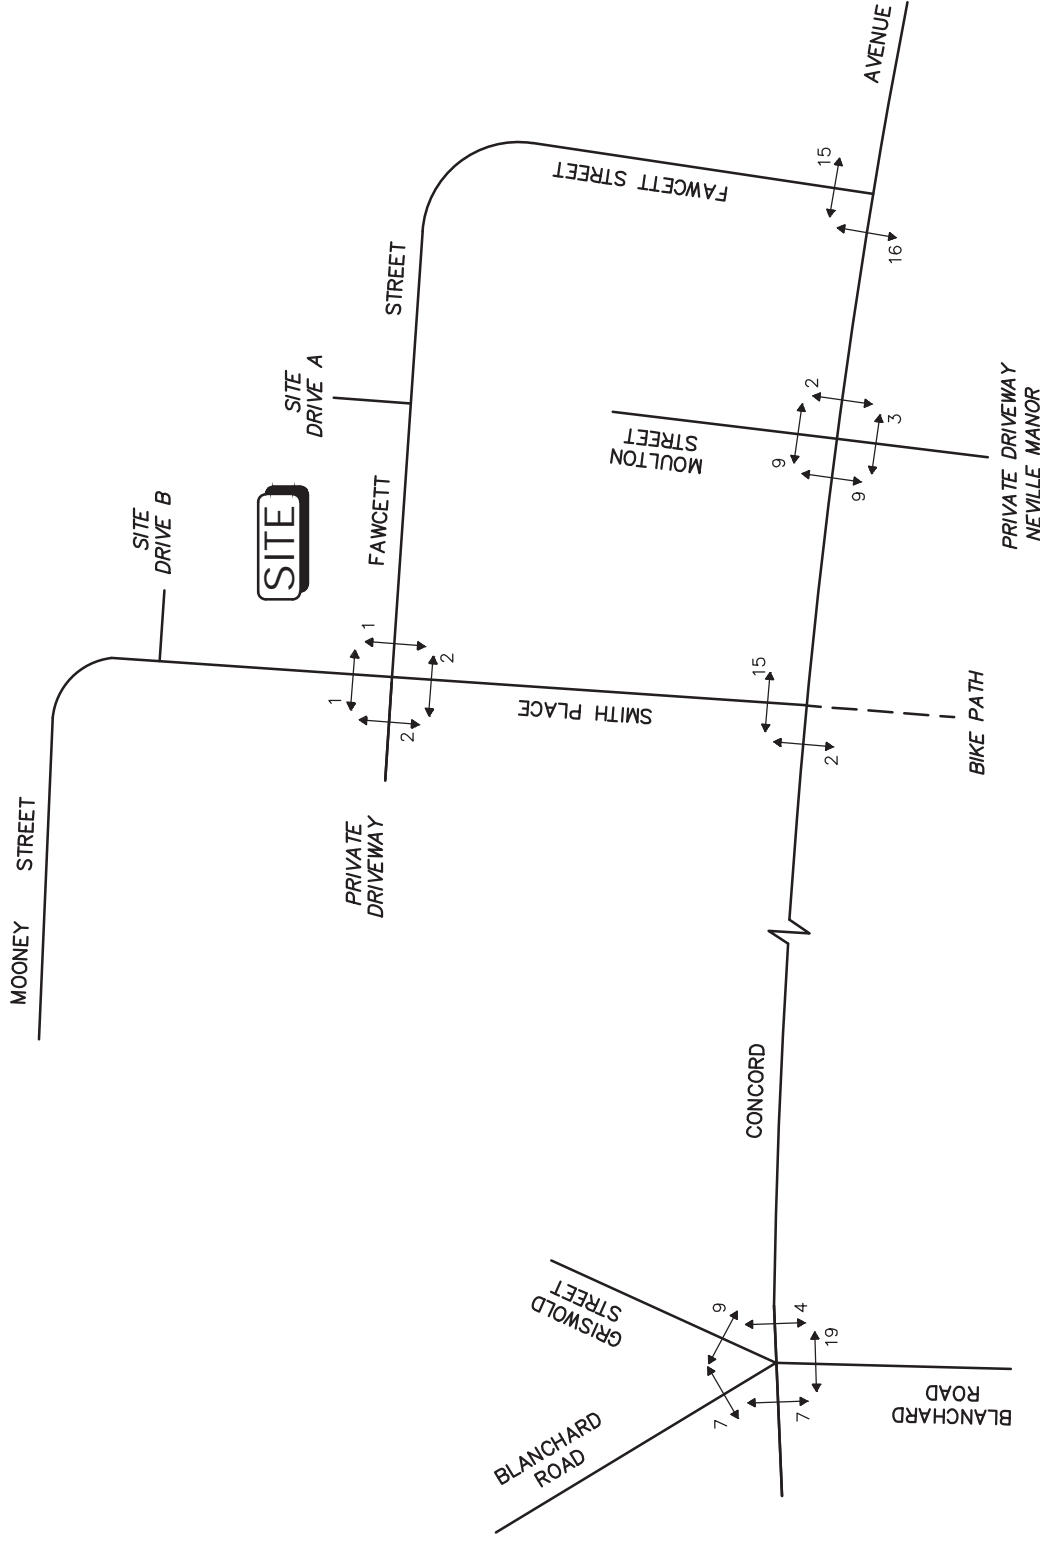 MOONEY STREET
SITE
DRIVE B
SITE
SITE
DRIVE A
PRIVATE
DRIVEWAY
FAWCETT STREET
1
1
2
2
SMITH PLACE
FAWCETT STREET
MOULTON
STREET
BLANCHARD
ROAD
GRISWOLD
STREET
7
9
4
19
7
CONCORD AVENUE
15
2
BIKE PATH
9
2
3
9
PRIVATE DRIVEWAY
NEVILLE MANOR
15
16
BLANCHARD
ROAD